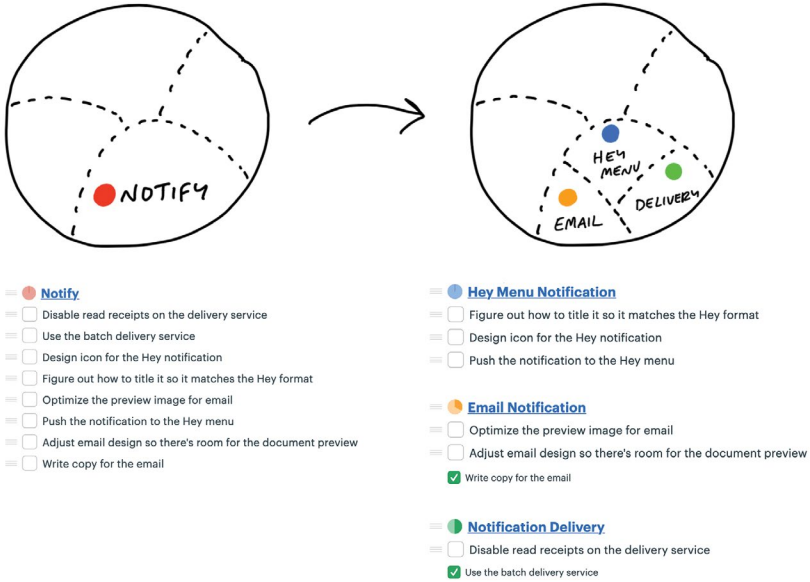 NOTIFY
HEY
MENU
DELIVERY
EMAIL
Notify
Disable read receipts on the delivery service
Use the batch delivery service
Design icon for the Hey notification
Figure out how to title it so it matches the Hey format
Optimize the preview image for email
Push the notification to the Hey menu
Adjust email design so there's room for the document preview
Write copy for the email
Hey Menu Notification
Figure out how to title it so it matches the Hey format
Design icon for the Hey notification
Push the notification to the Hey menu
Email Notification
Optimize the preview image for email
Adjust email design so there's room for the document preview
Write copy for the email
Notification Delivery
Disable read receipts on the delivery service
Use the batch delivery service